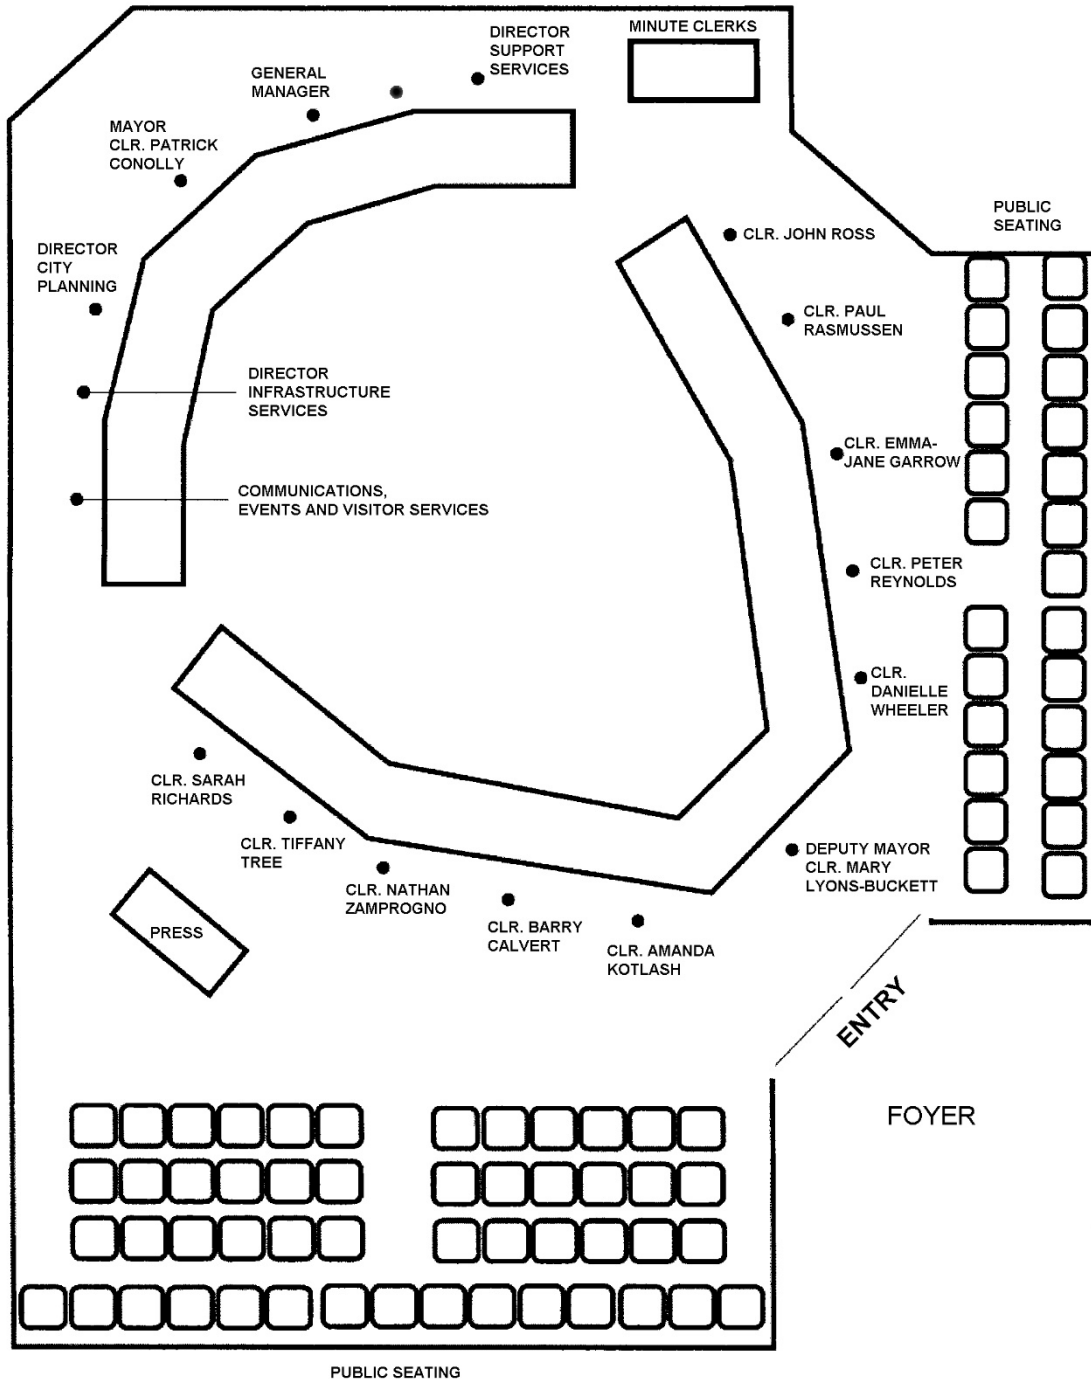 MINUTE CLERKS
DIRECTOR
SUPPORT
SERVICES
GENERAL
MANAGER
MAYOR
CLR. PATRICK
CONOLLY
DIRECTOR
CITY
PLANNING
DIRECTOR
INFRASTRUCTURE
SERVICES
COMMUNICATIONS,
EVENTS AND VISITOR SERVICES
PUBLIC
SEATING
CLR. JOHN ROSS
CLR. PAUL
RASMUSSEN
CLR. EMMA-
JANE GARROW
CLR. PETER
REYNOLDS
CLR.
DANIELLE
WHEELER
DEPUTY MAYOR
CLR. MARY
LYONS-BUCKETT
CLR. SARAH
RICHARDS
CLR. TIFFANY
TREE
CLR. NATHAN
ZAMPROGNO
CLR. BARRY
CALVERT
CLR. AMANDA
KOTLASH
PRESS
ENTRY
FOYER
PUBLIC SEATING